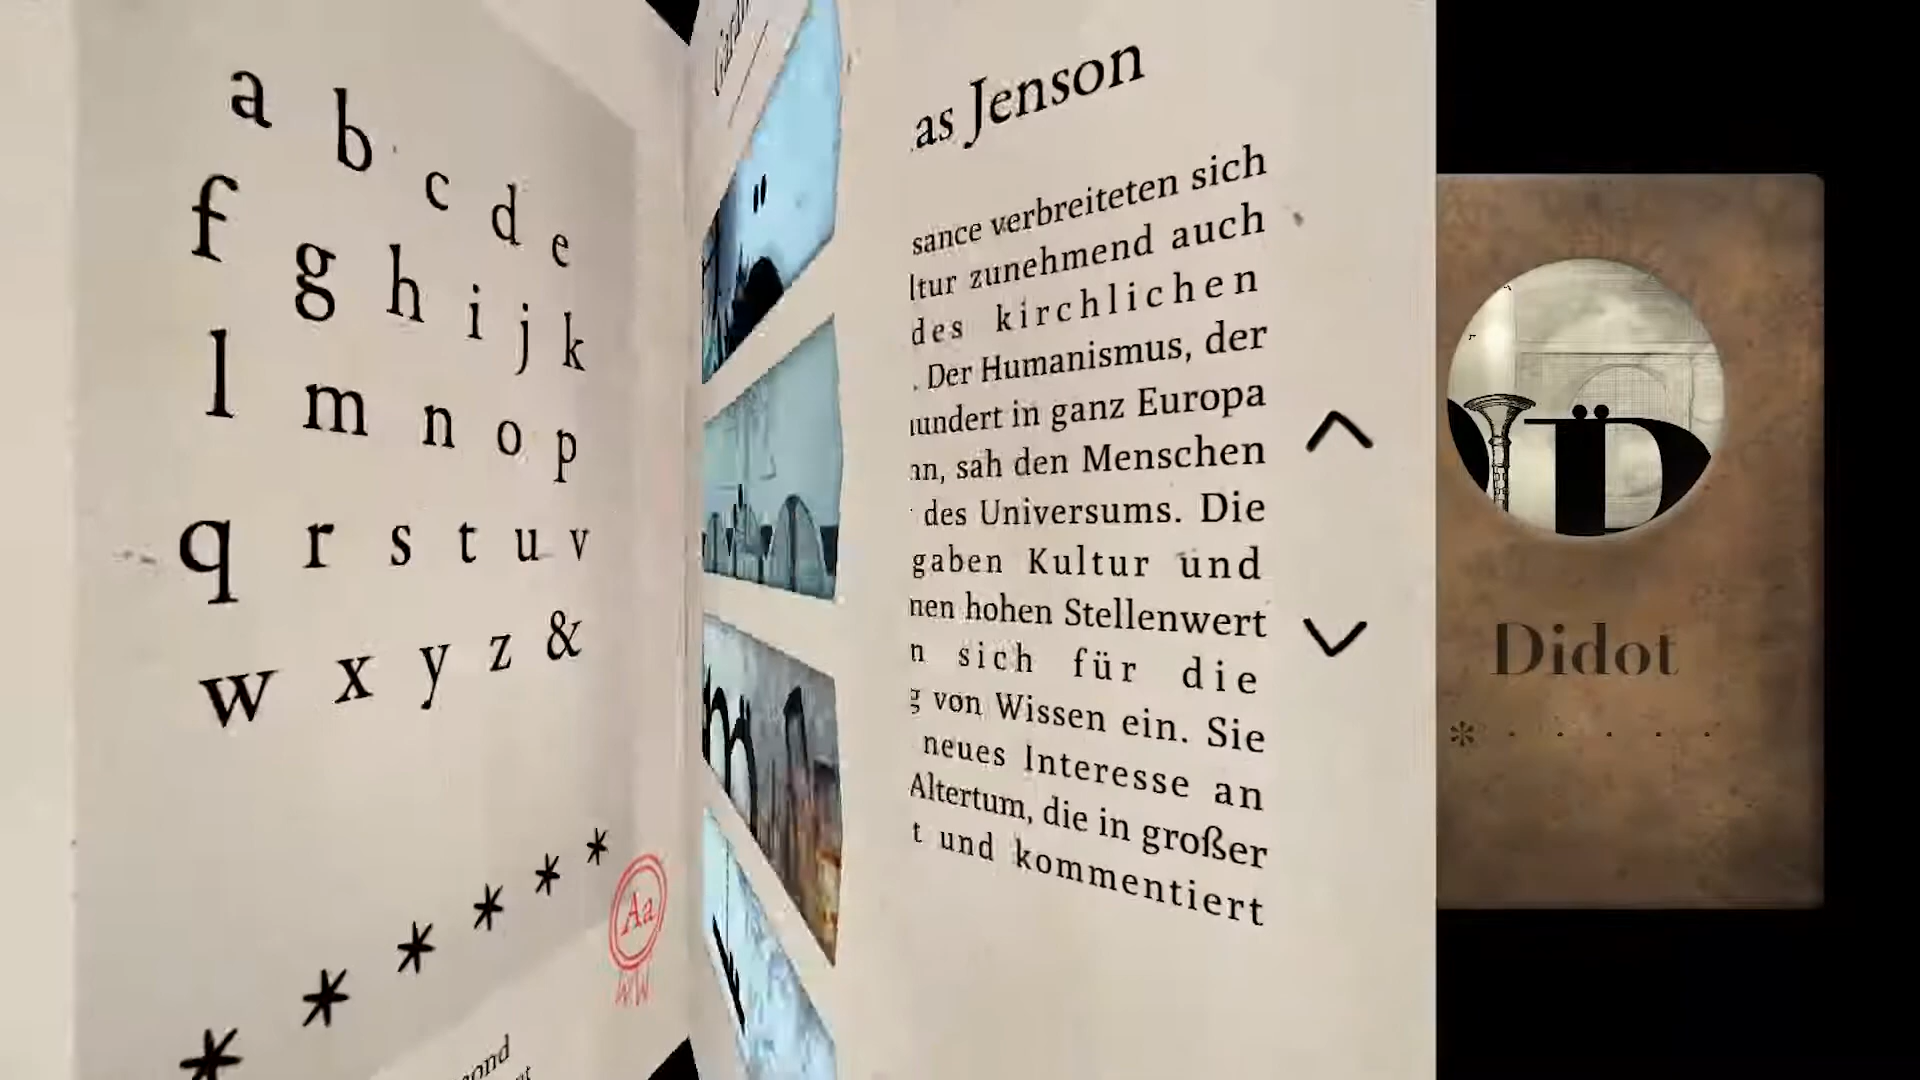 a b c d e
f g h i j k
l m n o p
q r s t u v
w x y z &
* * * * * *
Aa
as Jenson
sance verbreiteten sich
ltur zunehmend auch
des kirchlichen
. Der Humanismus, der
undert in ganz Europa
an, sah den Menschen
des Universums. Die
gaben Kultur und
nen hohen Stellenwert
n sich für die
g von Wissen ein. Sie
neues Interesse an
Altertum, die in großer
t und kommentiert
D
Didot
* . . . . .